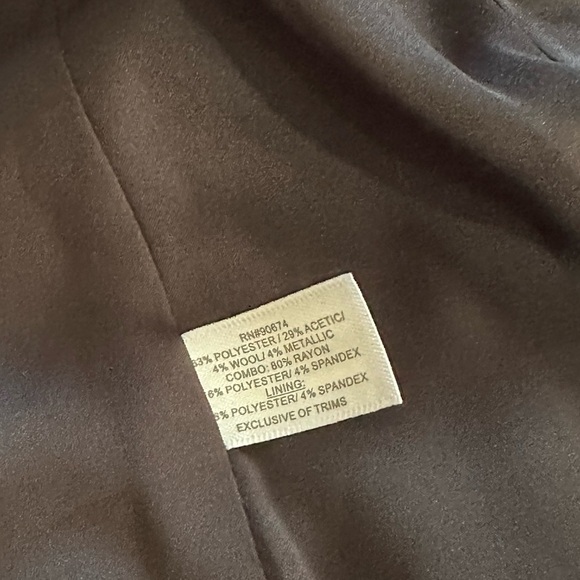 RN#90674
63% POLYESTER/ 29% ACETIC/
4% WOOL/ 4% METALLIC
COMBO: 80% RAYON
6% POLYESTER/ 4% SPANDEX
LINING:
6% POLYESTER/ 4% SPANDEX
EXCLUSIVE OF TRIMS